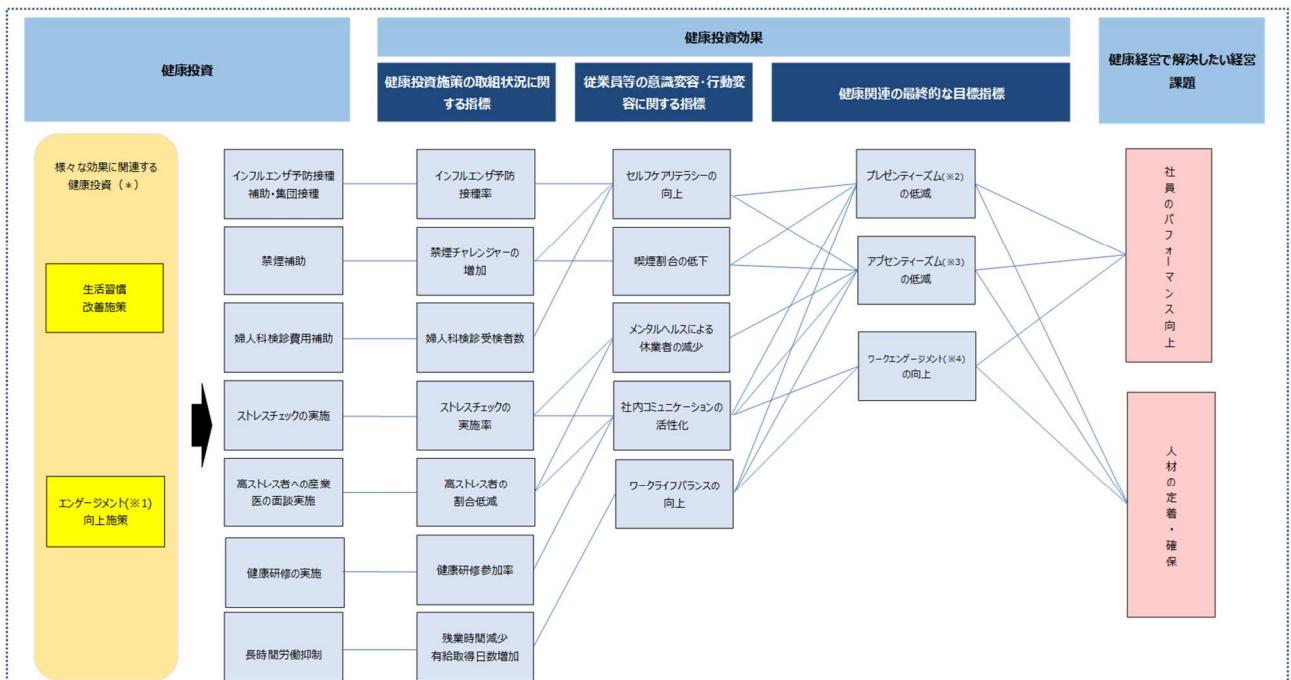 健康投資
健康投資効果
健康経営で解決したい経営
課題
健康投資施策の取組状況に関
する指標
従業員等の意識変容・行動変
容に関する指標
健康関連の最終的な目標指標
様々な効果に関連する
健康投資（＊）
生活習慣
改善施策
エンゲージメント(※1)
向上施策
インフルエンザ予防接種
補助・集団接種
禁煙補助
婦人科検診費用補助
ストレスチェックの実施
高ストレス者への産業
医の面談実施
健康研修の実施
長時間労働抑制
インフルエンザ予防
接種率
禁煙チャレンジャーの
増加
婦人科検診受検者数
ストレスチェックの
実施率
高ストレス者の
割合低減
健康研修参加率
残業時間減少
有給取得日数増加
セルフケアリテラシーの
向上
喫煙割合の低下
メンタルヘルスによる
休業者の減少
社内コミュニケーションの
活性化
ワークライフバランスの
向上
プレゼンティーズム(※2)
の低減
アブセンティーズム(※3)
の低減
ワークエンゲージメント(※4)
の向上
社員のパフォーマンス向上
人材の定着・確保